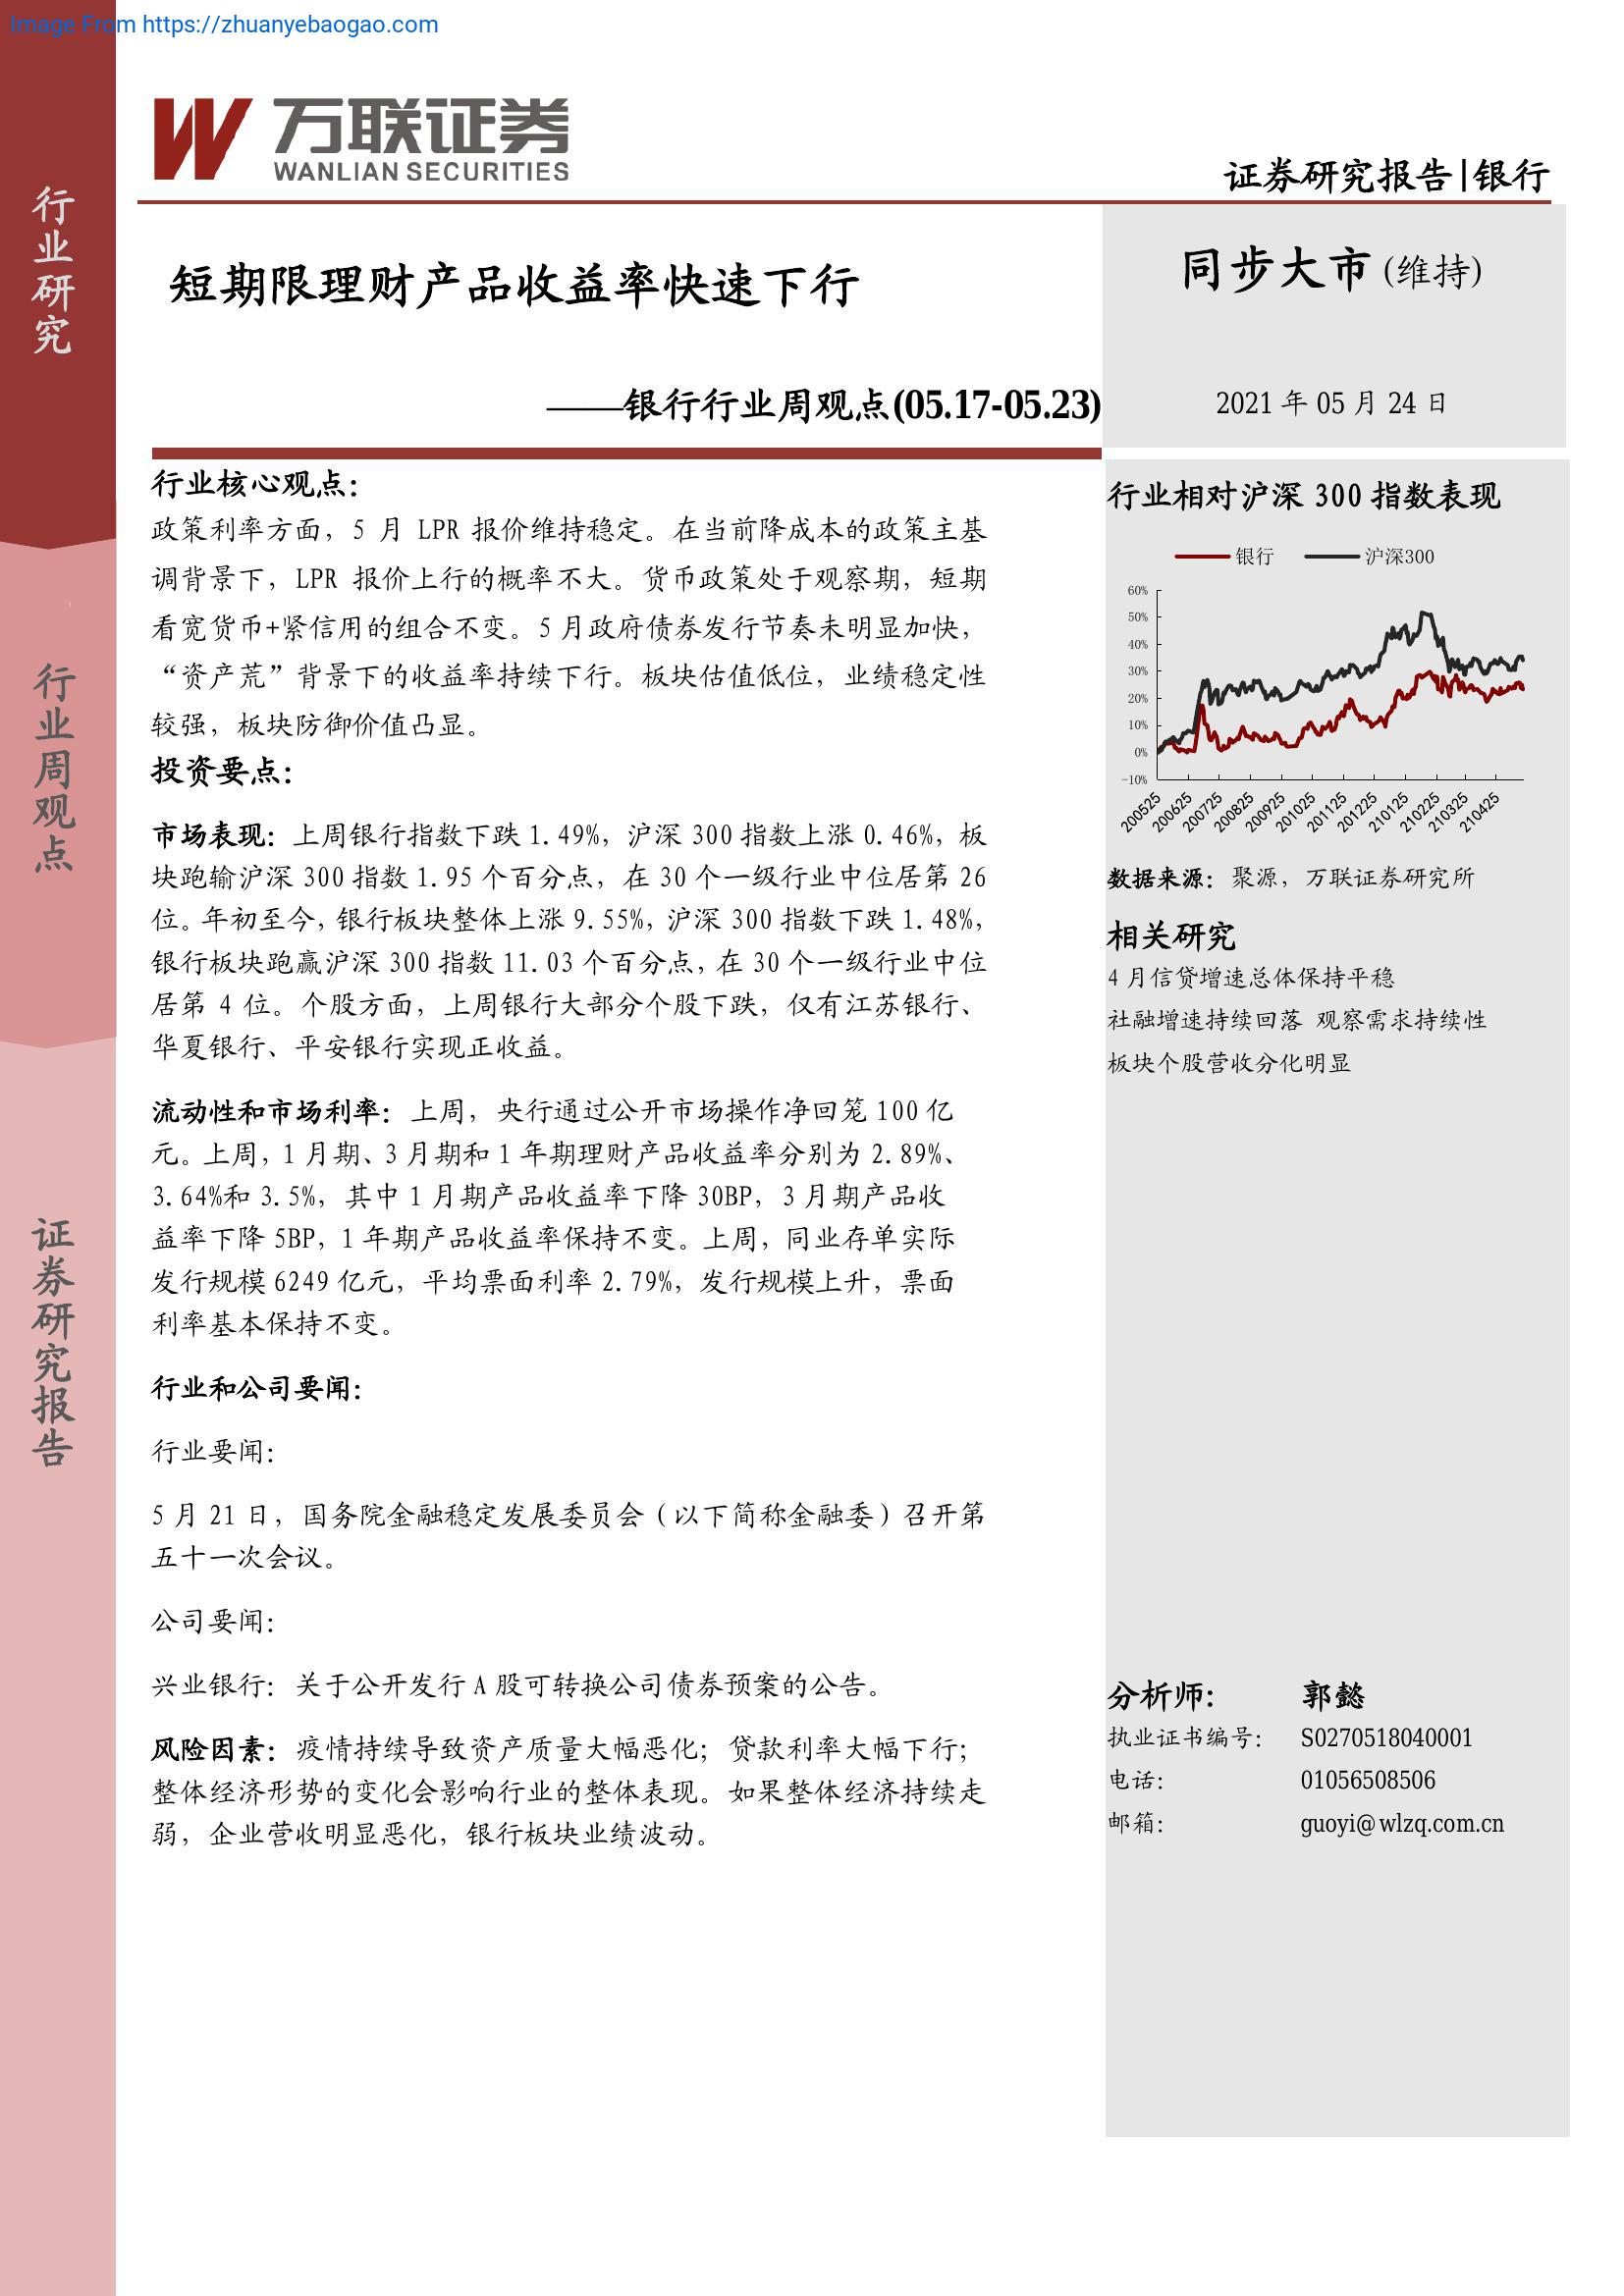 Image From https://zhuanyebaogao.com
万联证券
WANLIAN SECURITIES
证券研究报告|银行
行业研究
行业周观点
证券研究报告
短期限理财产品收益率快速下行
——银行行业周观点(05.17-05.23)
同步大市(维持)
2021 年 05 月 24 日
行业核心观点：
政策利率方面，5 月 LPR 报价维持稳定。在当前降成本的政策主基
调背景下，LPR 报价上行的概率不大。货币政策处于观察期，短期
看宽货币+紧信用的组合不变。5 月政府债券发行节奏未明显加快，
“资产荒”背景下的收益率持续下行。板块估值低位，业绩稳定性
较强，板块防御价值凸显。
投资要点：
市场表现：上周银行指数下跌 1.49%，沪深 300 指数上涨 0.46%，板
块跑输沪深 300 指数 1.95 个百分点，在 30 个一级行业中位居第 26
位。年初至今，银行板块整体上涨 9.55%，沪深 300 指数下跌 1.48%，
银行板块跑赢沪深 300 指数 11.03 个百分点，在 30 个一级行业中位
居第 4 位。个股方面，上周银行大部分个股下跌，仅有江苏银行、
华夏银行、平安银行实现正收益。
流动性和市场利率：上周，央行通过公开市场操作净回笼 100 亿
元。上周，1 月期、3 月期和 1 年期理财产品收益率分别为 2.89%、
3.64%和 3.5%，其中 1 月期产品收益率下降 30BP，3 月期产品收
益率下降 5BP，1 年期产品收益率保持不变。上周，同业存单实际
发行规模 6249 亿元，平均票面利率 2.79%，发行规模上升，票面
利率基本保持不变。
行业和公司要闻：
行业要闻：
5 月 21 日，国务院金融稳定发展委员会（以下简称金融委）召开第
五十一次会议。
公司要闻：
兴业银行：关于公开发行 A 股可转换公司债券预案的公告。
风险因素：疫情持续导致资产质量大幅恶化；贷款利率大幅下行；
整体经济形势的变化会影响行业的整体表现。如果整体经济持续走
弱，企业营收明显恶化，银行板块业绩波动。
行业相对沪深 300 指数表现
银行 沪深300
60%
50%
40%
30%
20%
10%
0%
-10%
200525 200625 200725 200825 200925 201025 201125 201225 210125 210225 210325 210425
数据来源：聚源，万联证券研究所
相关研究
4 月信贷增速总体保持平稳
社融增速持续回落 观察需求持续性
板块个股营收分化明显
分析师： 郭懿
执业证书编号： S0270518040001
电话： 01056508506
邮箱： guoyi@wlzq.com.cn